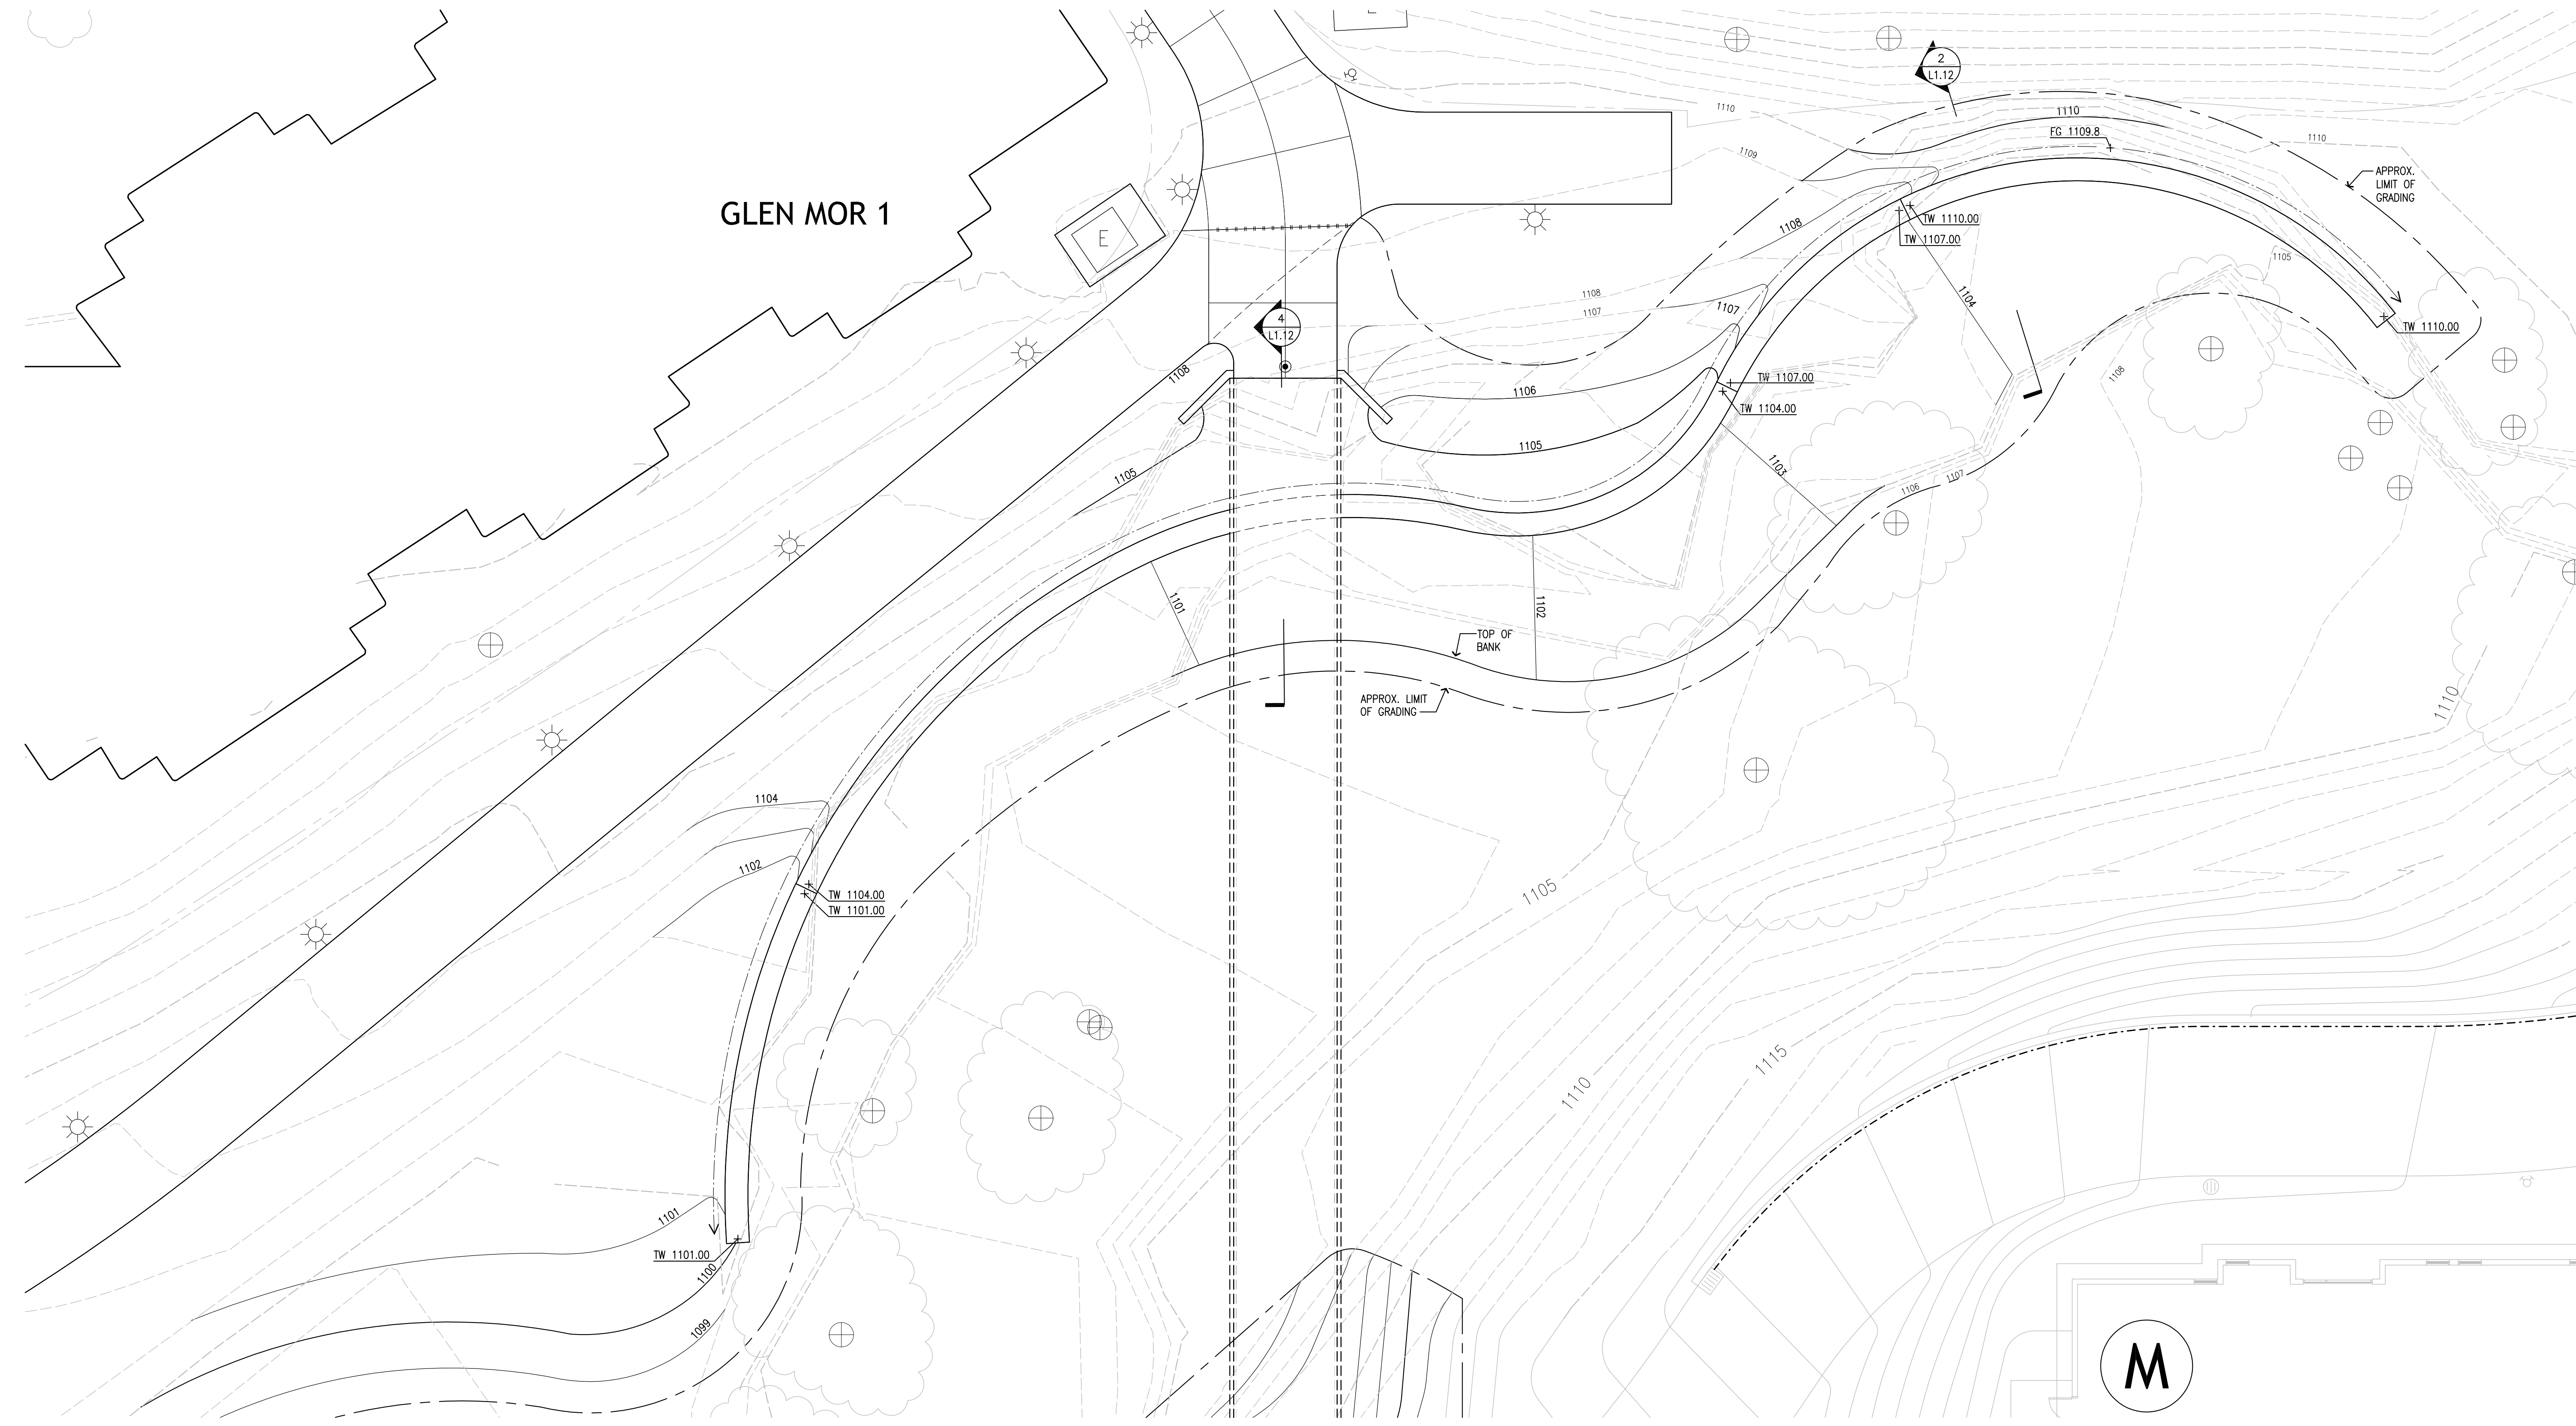 E
2
L1.12
1110
1110
FG 1109.8
1110
1109
APPROX.
LIMIT OF
GRADING
GLEN MOR 1
E
TW 1110.00
1108
TW 1107.00
1105
1108
1107
1107
1104
4
L1.12
TW 1110.00
1108
1108
TW 1107.00
1106
TW 1104.00
1105
1103
1105
1107
1106
1101
1102
TOP OF
BANK
APPROX. LIMIT
OF GRADING
1110
1104
1102
TW 1104.00
TW 1101.00
1105
1115
1110
1101
TW 1101.00
1100
1099
M